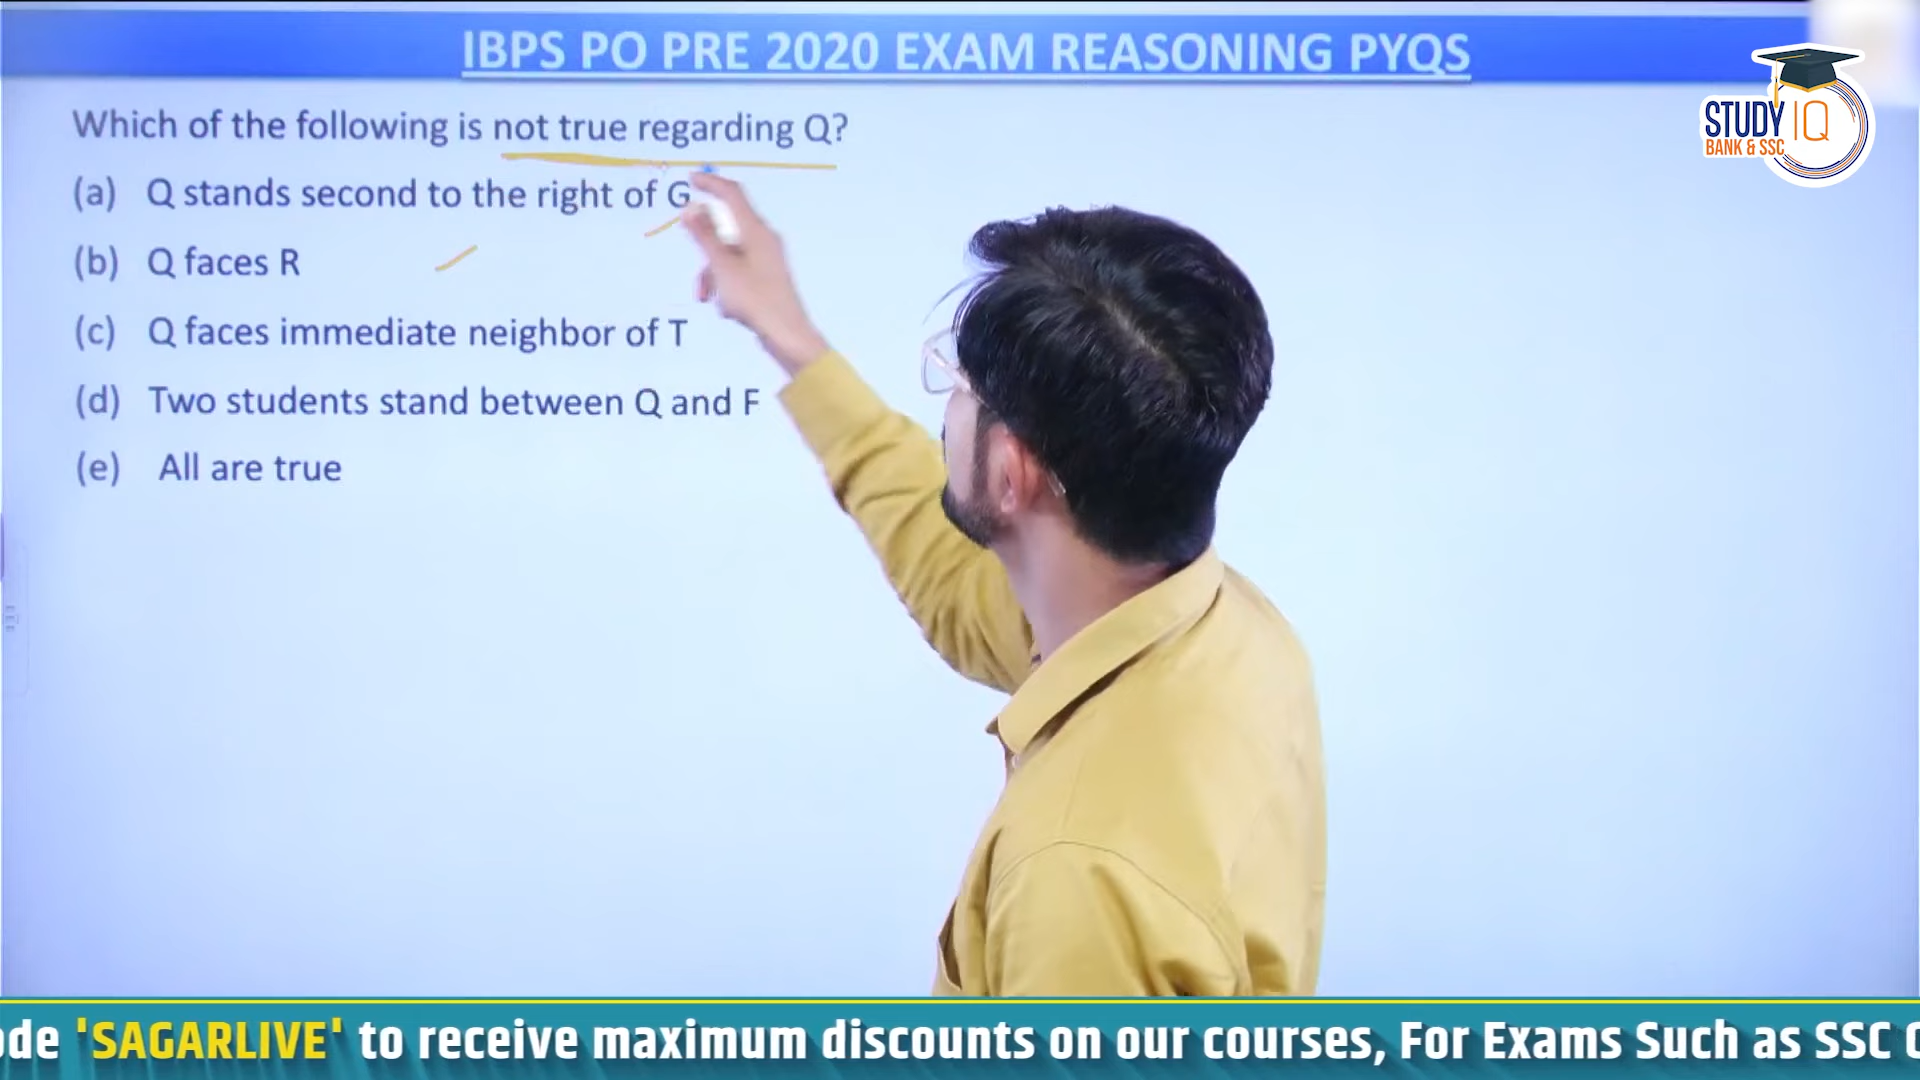 IBPS PO PRE 2020 EXAM REASONING PYQS
STUDY IQ
BANK & SSC
Which of the following is not true regarding Q?
(a) Q stands second to the right of G
(b) Q faces R
(c) Q faces immediate neighbor of T
(d) Two students stand between Q and F
(e) All are true
ode 'SAGARLIVE' to receive maximum discounts on our courses, For Exams Such as SSC